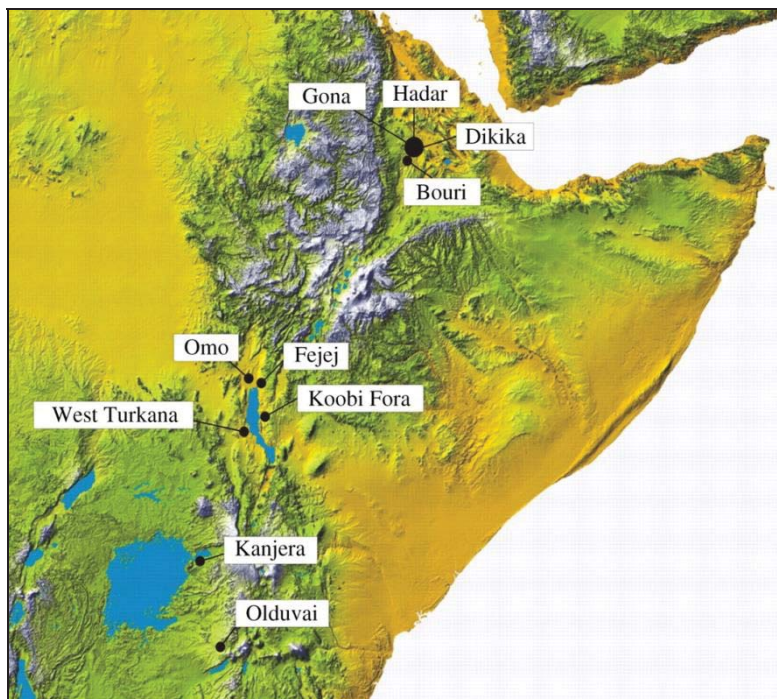 Hadar
Gona
Dikika
Bouri
Omo
Fejej
Koobi Fora
West Turkana
Kanjera
Olduvai